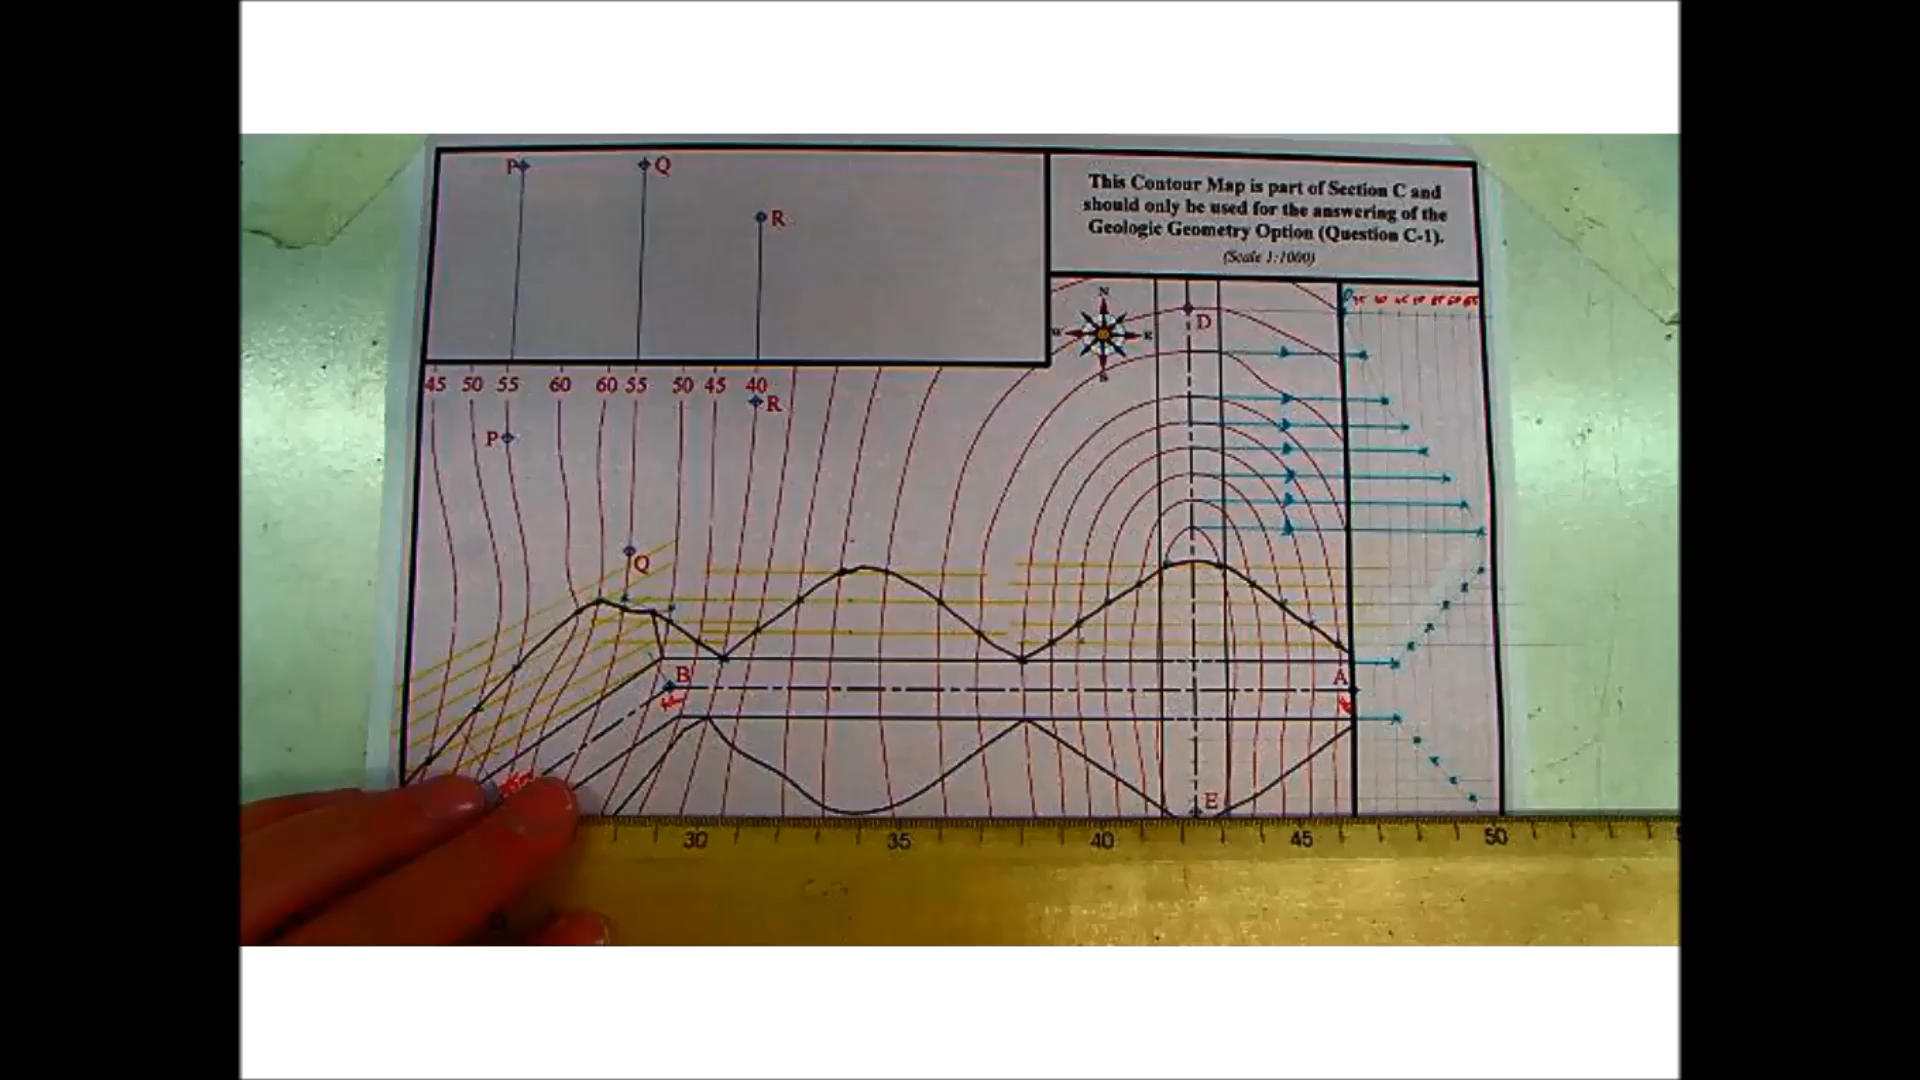 P
Q
R
This Contour Map is part of Section C and
should only be used for the answering of the
Geologic Geometry Option (Question C-1).
(Scale 1:1000)
N
D
45 50 55 60 60 55 50 45 40
R
P
Q
B
A
E
30 35 40 45 50